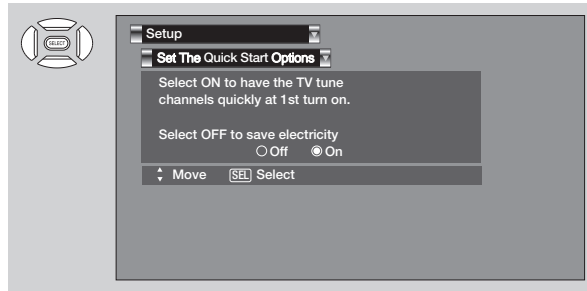 SELECT
Setup
Set The Quick Start Options
Select ON to have the TV tune
channels quickly at 1st turn on.
Select OFF to save electricity
Off On
Move SEL Select